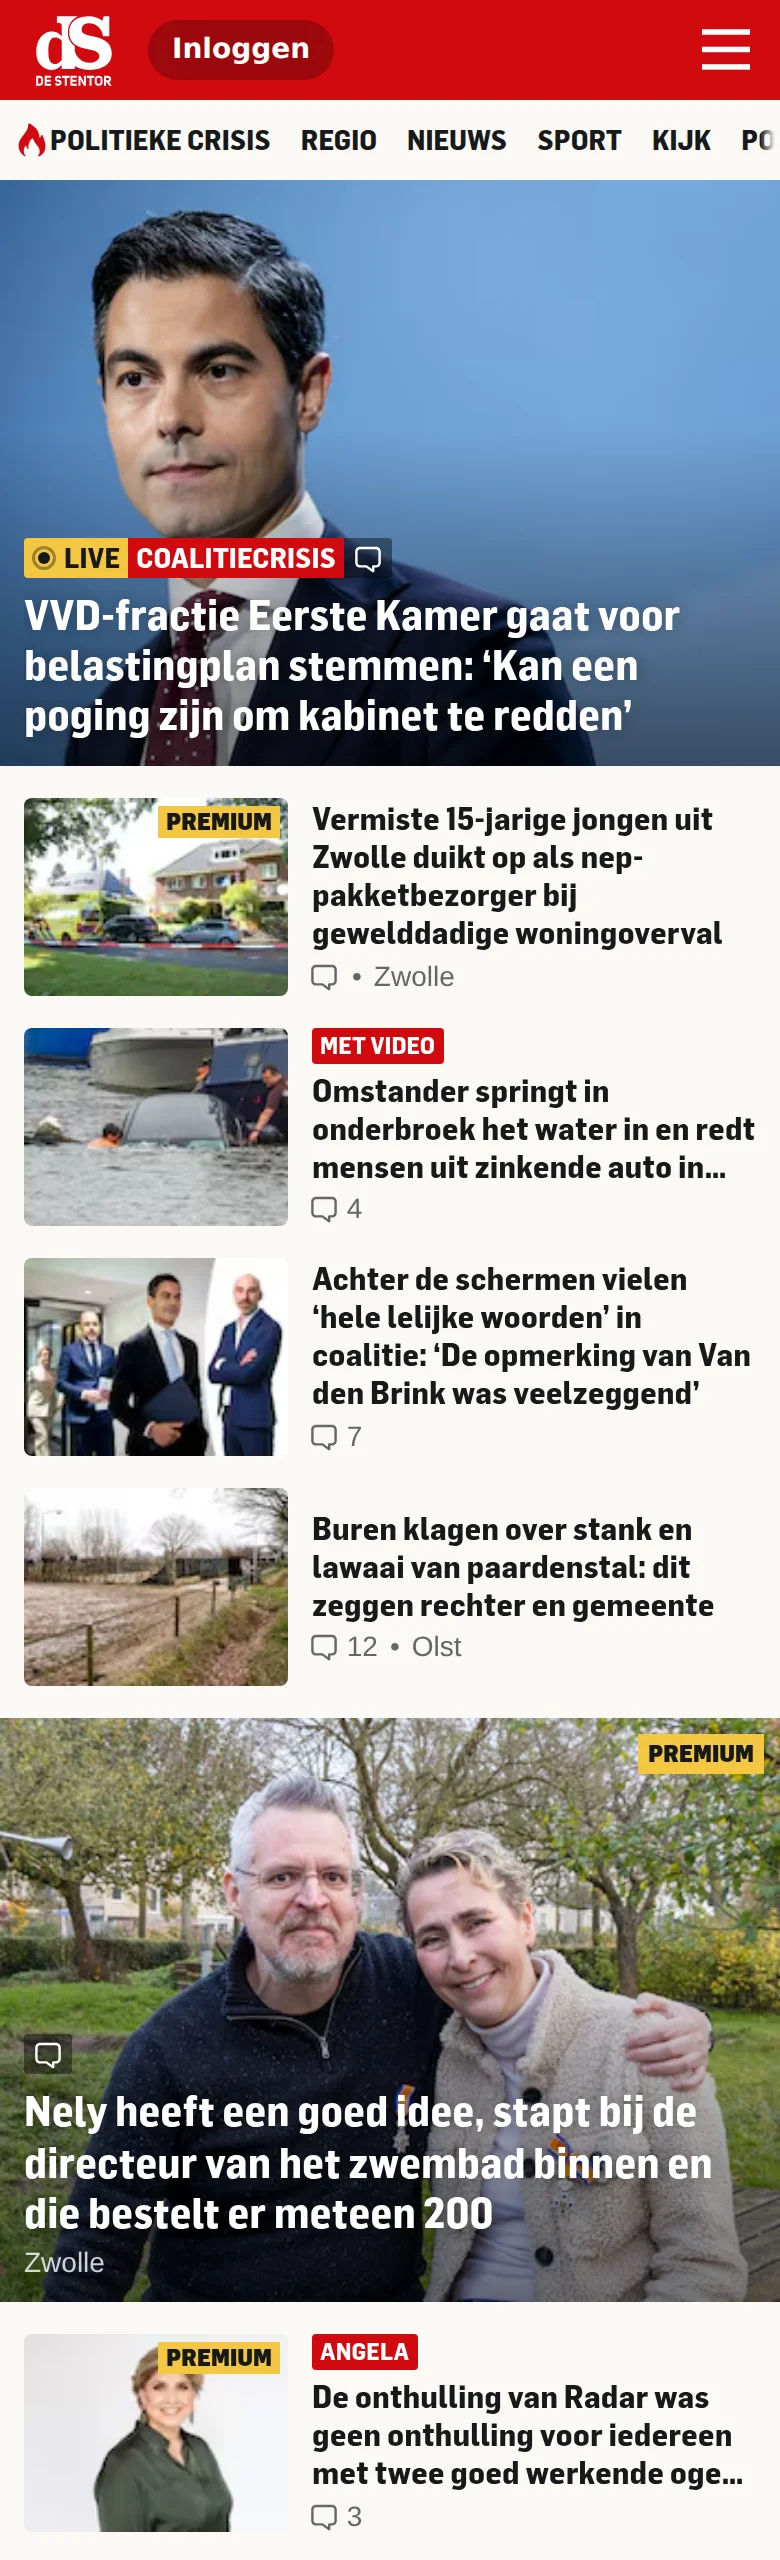 dS
DE STENTOR
Inloggen
POLITIEKE CRISIS REGIO NIEUWS SPORT KIJK PO
LIVE COALITIECRISIS
VVD-fractie Eerste Kamer gaat voor
belastingplan stemmen: ‘Kan een
poging zijn om kabinet te redden’
PREMIUM
Vermiste 15-jarige jongen uit
Zwolle duikt op als nep-
pakketbezorger bij
gewelddadige woningoverval
• Zwolle
MET VIDEO
Omstander springt in
onderbroek het water in en redt
mensen uit zinkende auto in...
4
Achter de schermen vielen
‘hele lelijke woorden’ in
coalitie: ‘De opmerking van Van
den Brink was veelzeggend’
7
Buren klagen over stank en
lawaai van paardenstal: dit
zeggen rechter en gemeente
12 • Olst
PREMIUM
Nely heeft een goed idee, stapt bij de
directeur van het zwembad binnen en
die bestelt er meteen 200
Zwolle
PREMIUM
ANGELA
De onthulling van Radar was
geen onthulling voor iedereen
met twee goed werkende oge...
3